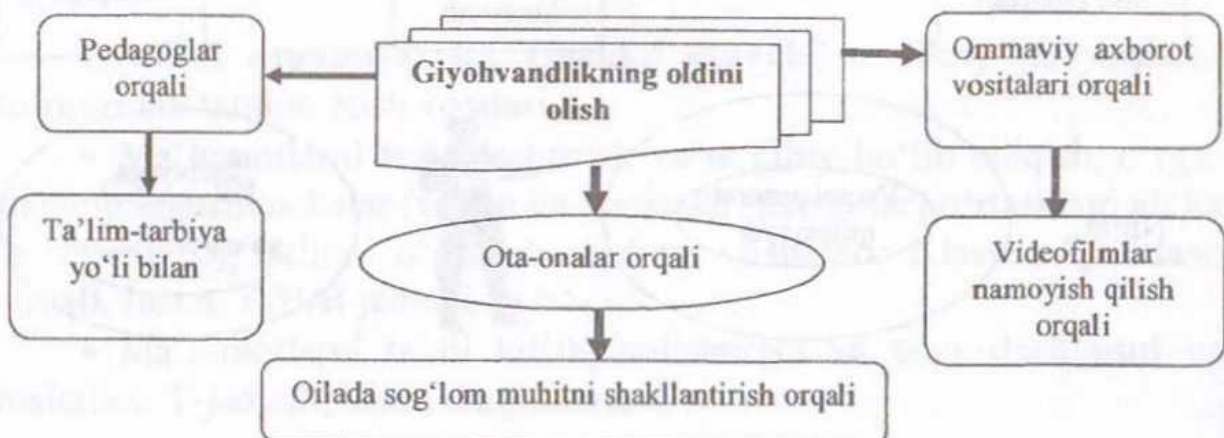 Pedagoglar
orqali
Giyohvandlikning oldini
olish
Ommaviy axborot
vositalari orqali
Ta’lim-tarbiya
yo‘li bilan
Ota-onalar orqali
Videofilmlar
namoyish qilish
orqali
Oilada sog‘lom muhitni shakllantirish orqali